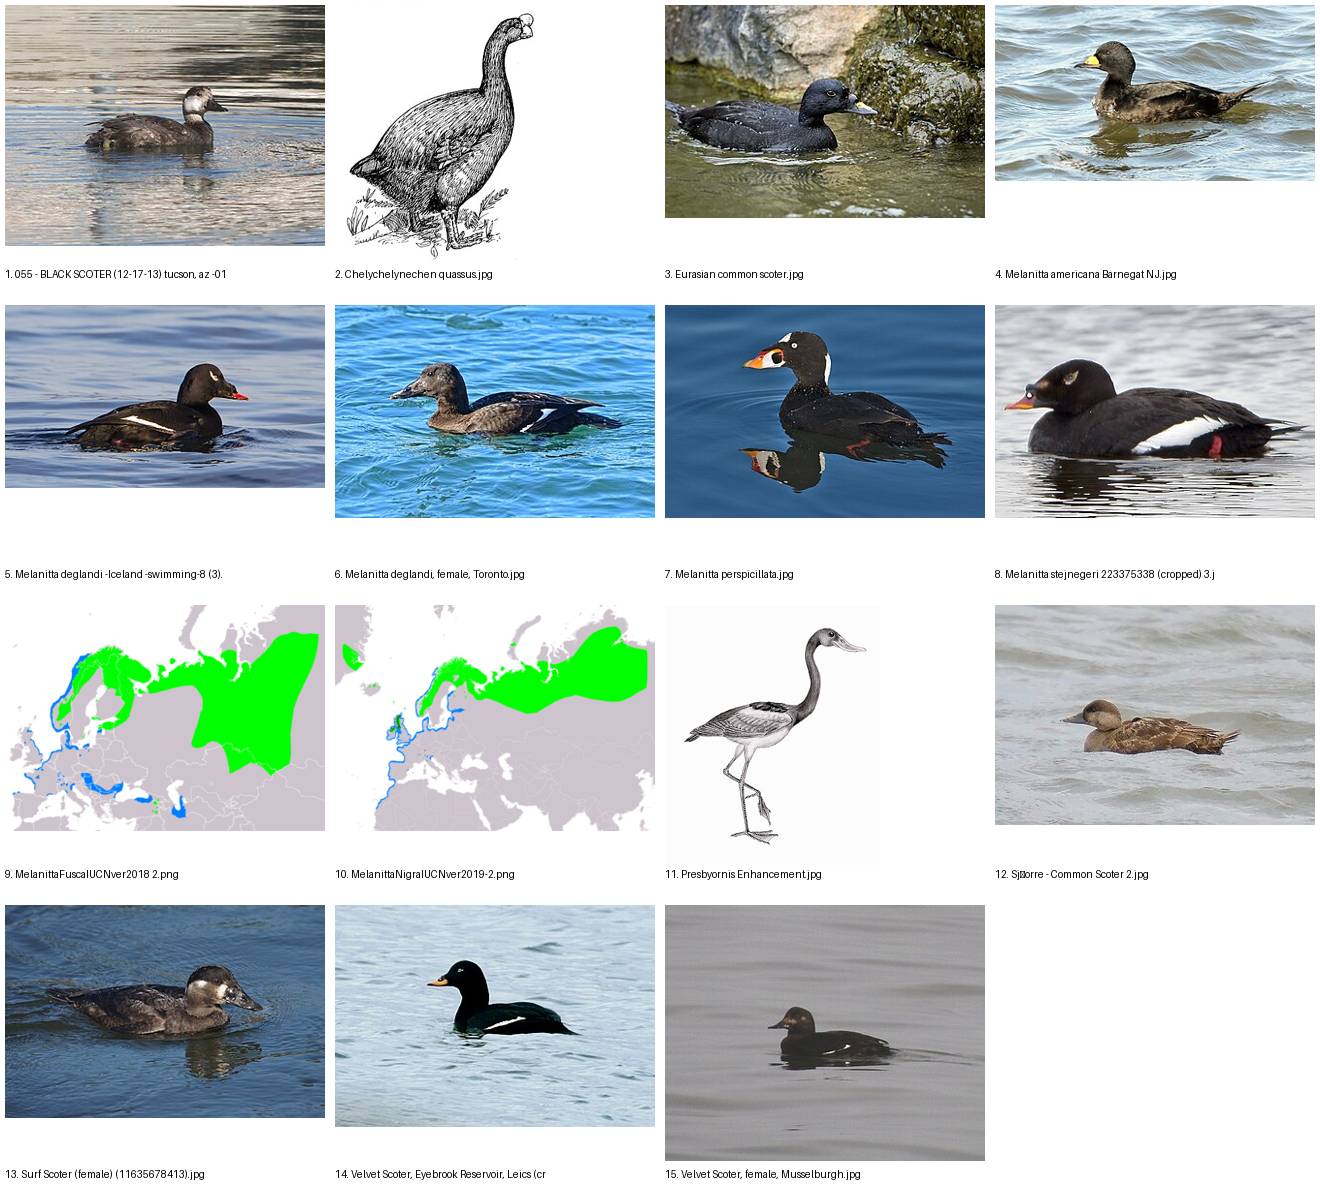 1. 055 - BLACK SCOTER (12-17-13) tucson, az -01
2. Chelychelynechen quassus.jpg
3. Eurasian common scoter.jpg
4. Melanitta americana Barnegat NJ.jpg
5. Melanitta deglandi -Iceland -swimming-8 (3).
6. Melanitta deglandi, female, Toronto.jpg
7. Melanitta perspicillata.jpg
8. Melanitta stejnegeri 223375338 (cropped) 3.j
9. MelanittaFuscaIUCNver2018 2.png
10. MelanittaNigraIUCNver2019-2.png
11. Presbyornis Enhancement.jpg
12. Sj□orre - Common Scoter 2.jpg
13. Surf Scoter (female) (11635678413).jpg
14. Velvet Scoter, Eyebrook Reservoir, Leics (cr
15. Velvet Scoter, female, Musselburgh.jpg